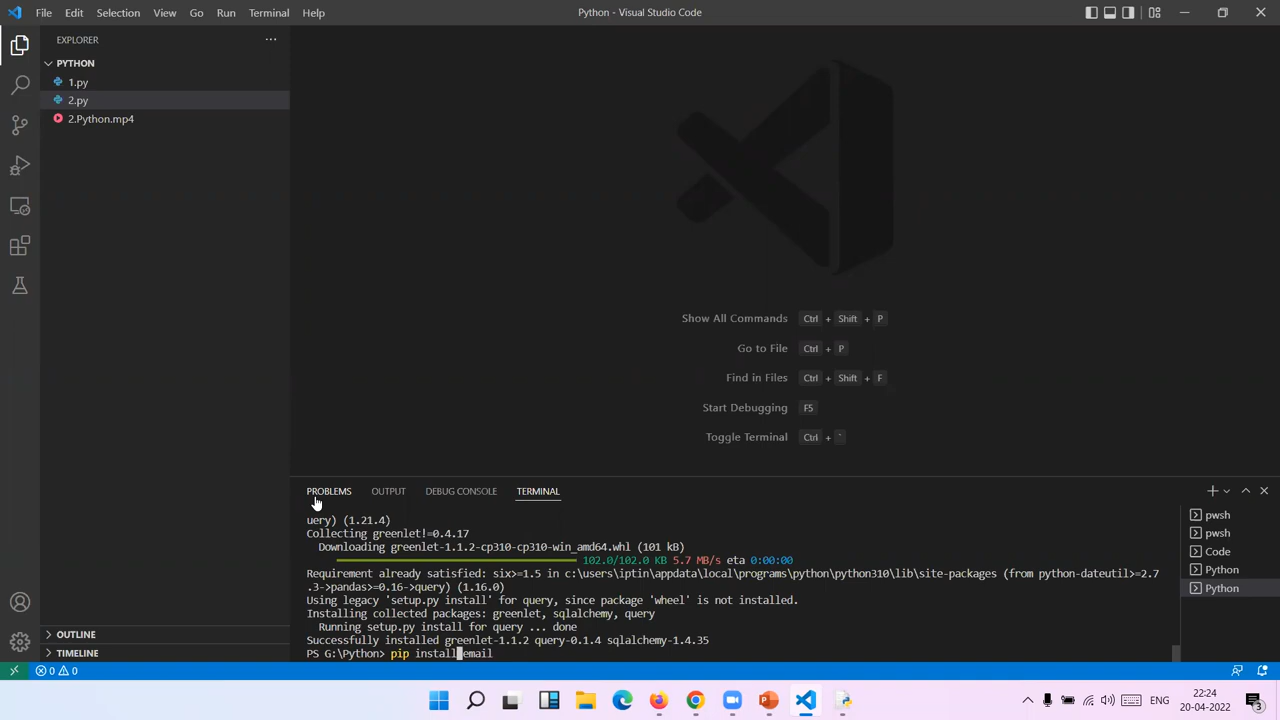 File Edit Selection View Go Run Terminal Help
Python - Visual Studio Code
EXPLORER
PYTHON
1.py
2.py
2.Python.mp4
Show All Commands Ctrl + Shift + P
Go to File Ctrl + P
Find in Files Ctrl + Shift + F
Start Debugging F5
Toggle Terminal Ctrl + `
PROBLEMS OUTPUT DEBUG CONSOLE TERMINAL
uery) (1.21.4)
Collecting greenlet!=0.4.17
Downloading greenlet-1.1.2-cp310-cp310-win_amd64.whl (101 kB)
102.0/102.0 KB 5.7 MB/s eta 0:00:00
Requirement already satisfied: six>=1.5 in c:\users\iptin\appdata\local\programs\python\python310\lib\site-packages (from python-dateutil>=2.7
.3->pandas>=0.16->query) (1.16.0)
Using legacy 'setup.py install' for query, since package 'wheel' is not installed.
Installing collected packages: greenlet, sqlalchemy, query
Running setup.py install for query ... done
Successfully installed greenlet-1.1.2 query-0.1.4 sqlalchemy-1.4.35
PS G:\Python> pip install email
pwsh
pwsh
Code
Python
Python
OUTLINE
TIMELINE
0 0
ENG
22:24
20-04-2022
3